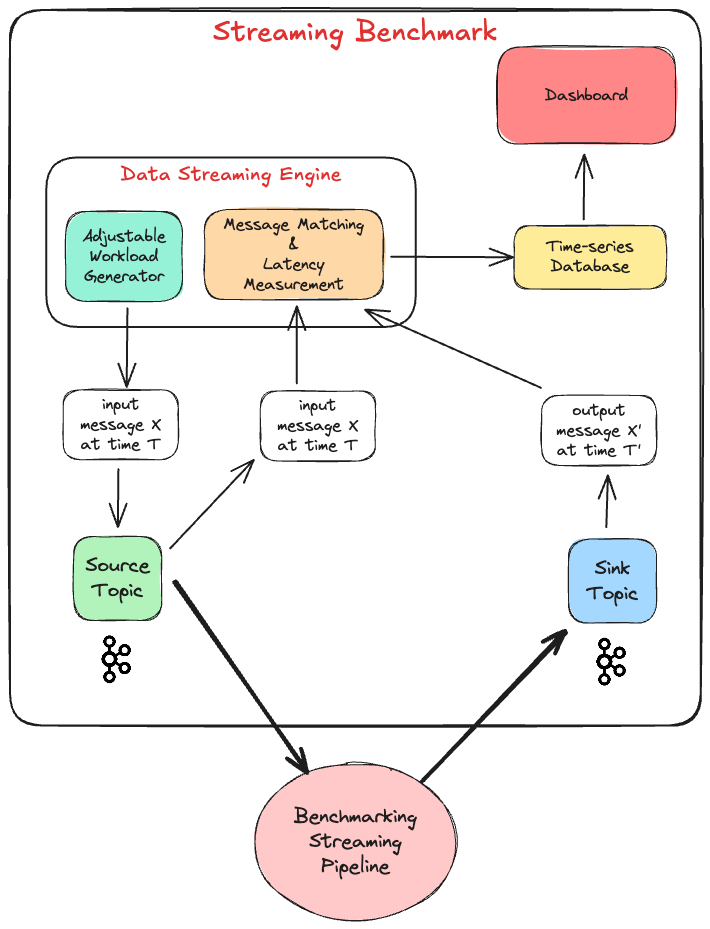 Streaming Benchmark
Dashboard
Data Streaming Engine
Adjustable
Workload
Generator
Message Matching
&
Latency
Measurement
Time-series
Database
input
message X
at time T
input
message X
at time T
output
message X'
at time T'
Source
Topic
Sink
Topic
Benchmarking
Streaming
Pipeline